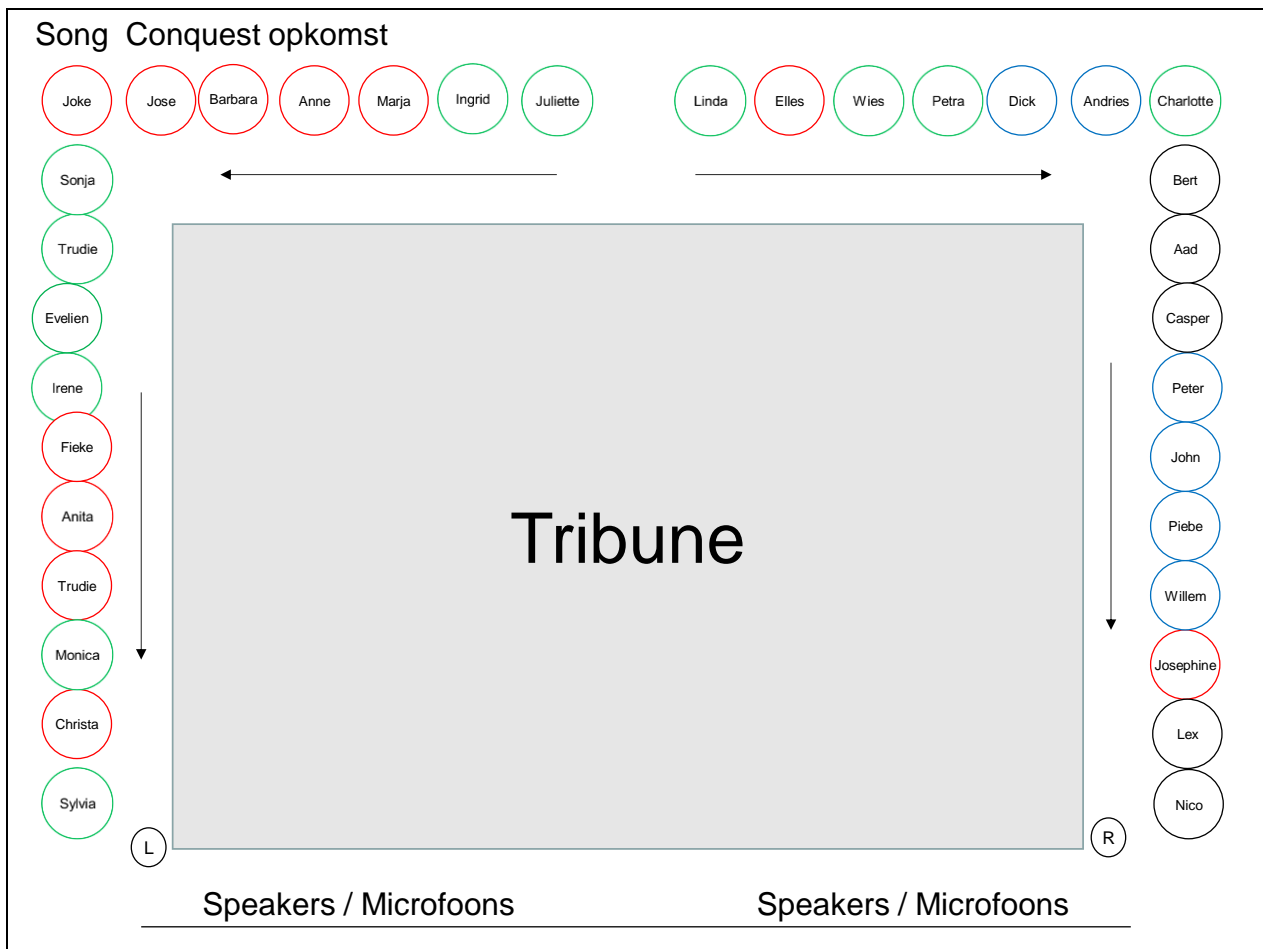 Song Conquest opkomst
Joke Jose Barbara Anne Marja Ingrid Juliette Linda Elles Wies Petra Dick Andries Charlotte
Sonja Bert
Trudie Aad
Evelien Casper
Irene Peter
Fieke John
Anita Piebe
Tribune
Trudie Willem
Monica Josephine
Christa Lex
Sylvia Nico
L R
Speakers / Microfoons Speakers / Microfoons